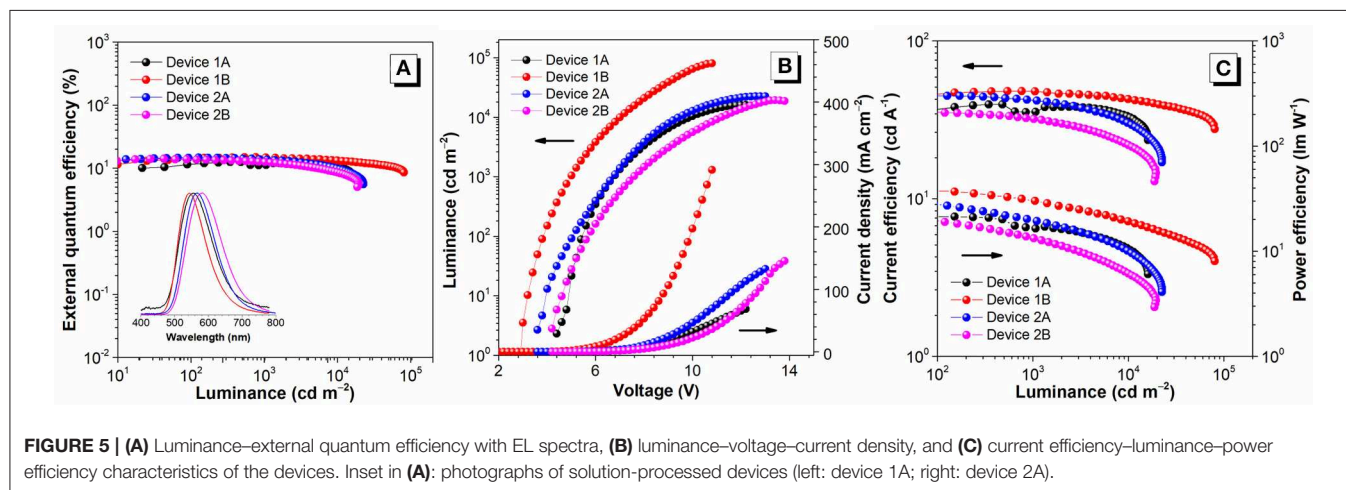 10³
10²
10¹
10⁰
10⁻¹
10⁻²
External quantum efficiency (%)
Device 1A
Device 1B
Device 2A
Device 2B
A
400 500 600 700 800
Wavelength (nm)
10¹ 10² 10³ 10⁴ 10⁵
Luminance (cd m⁻²)
10⁵
10⁴
10³
10²
10¹
10⁰
Luminance (cd m⁻²)
Device 1A
Device 1B
Device 2A
Device 2B
B
2 6 10 14
Voltage (V)
500
400
300
200
100
0
Current density (mA cm⁻²)
Current efficiency (cd A⁻¹)
10²
10¹
10⁰
C
Device 1A
Device 1B
Device 2A
Device 2B
10² 10³ 10⁴ 10⁵
Luminance (cd m⁻²)
10³
10²
10¹
10⁰
Power efficiency (lm W⁻¹)
FIGURE 5 | (A) Luminance–external quantum efficiency with EL spectra, (B) luminance–voltage–current density, and (C) current efficiency–luminance–power
efficiency characteristics of the devices. Inset in (A): photographs of solution-processed devices (left: device 1A; right: device 2A).